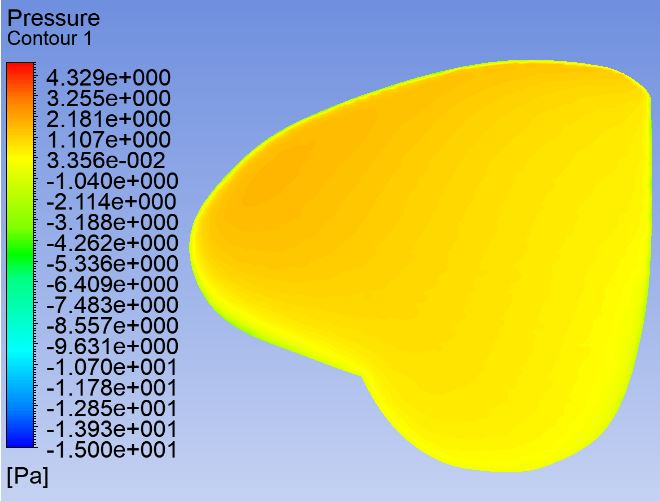 Pressure
Contour 1
4.329e+000
3.255e+000
2.181e+000
1.107e+000
3.356e-002
-1.040e+000
-2.114e+000
-3.188e+000
-4.262e+000
-5.336e+000
-6.409e+000
-7.483e+000
-8.557e+000
-9.631e+000
-1.070e+001
-1.178e+001
-1.285e+001
-1.393e+001
-1.500e+001
[Pa]